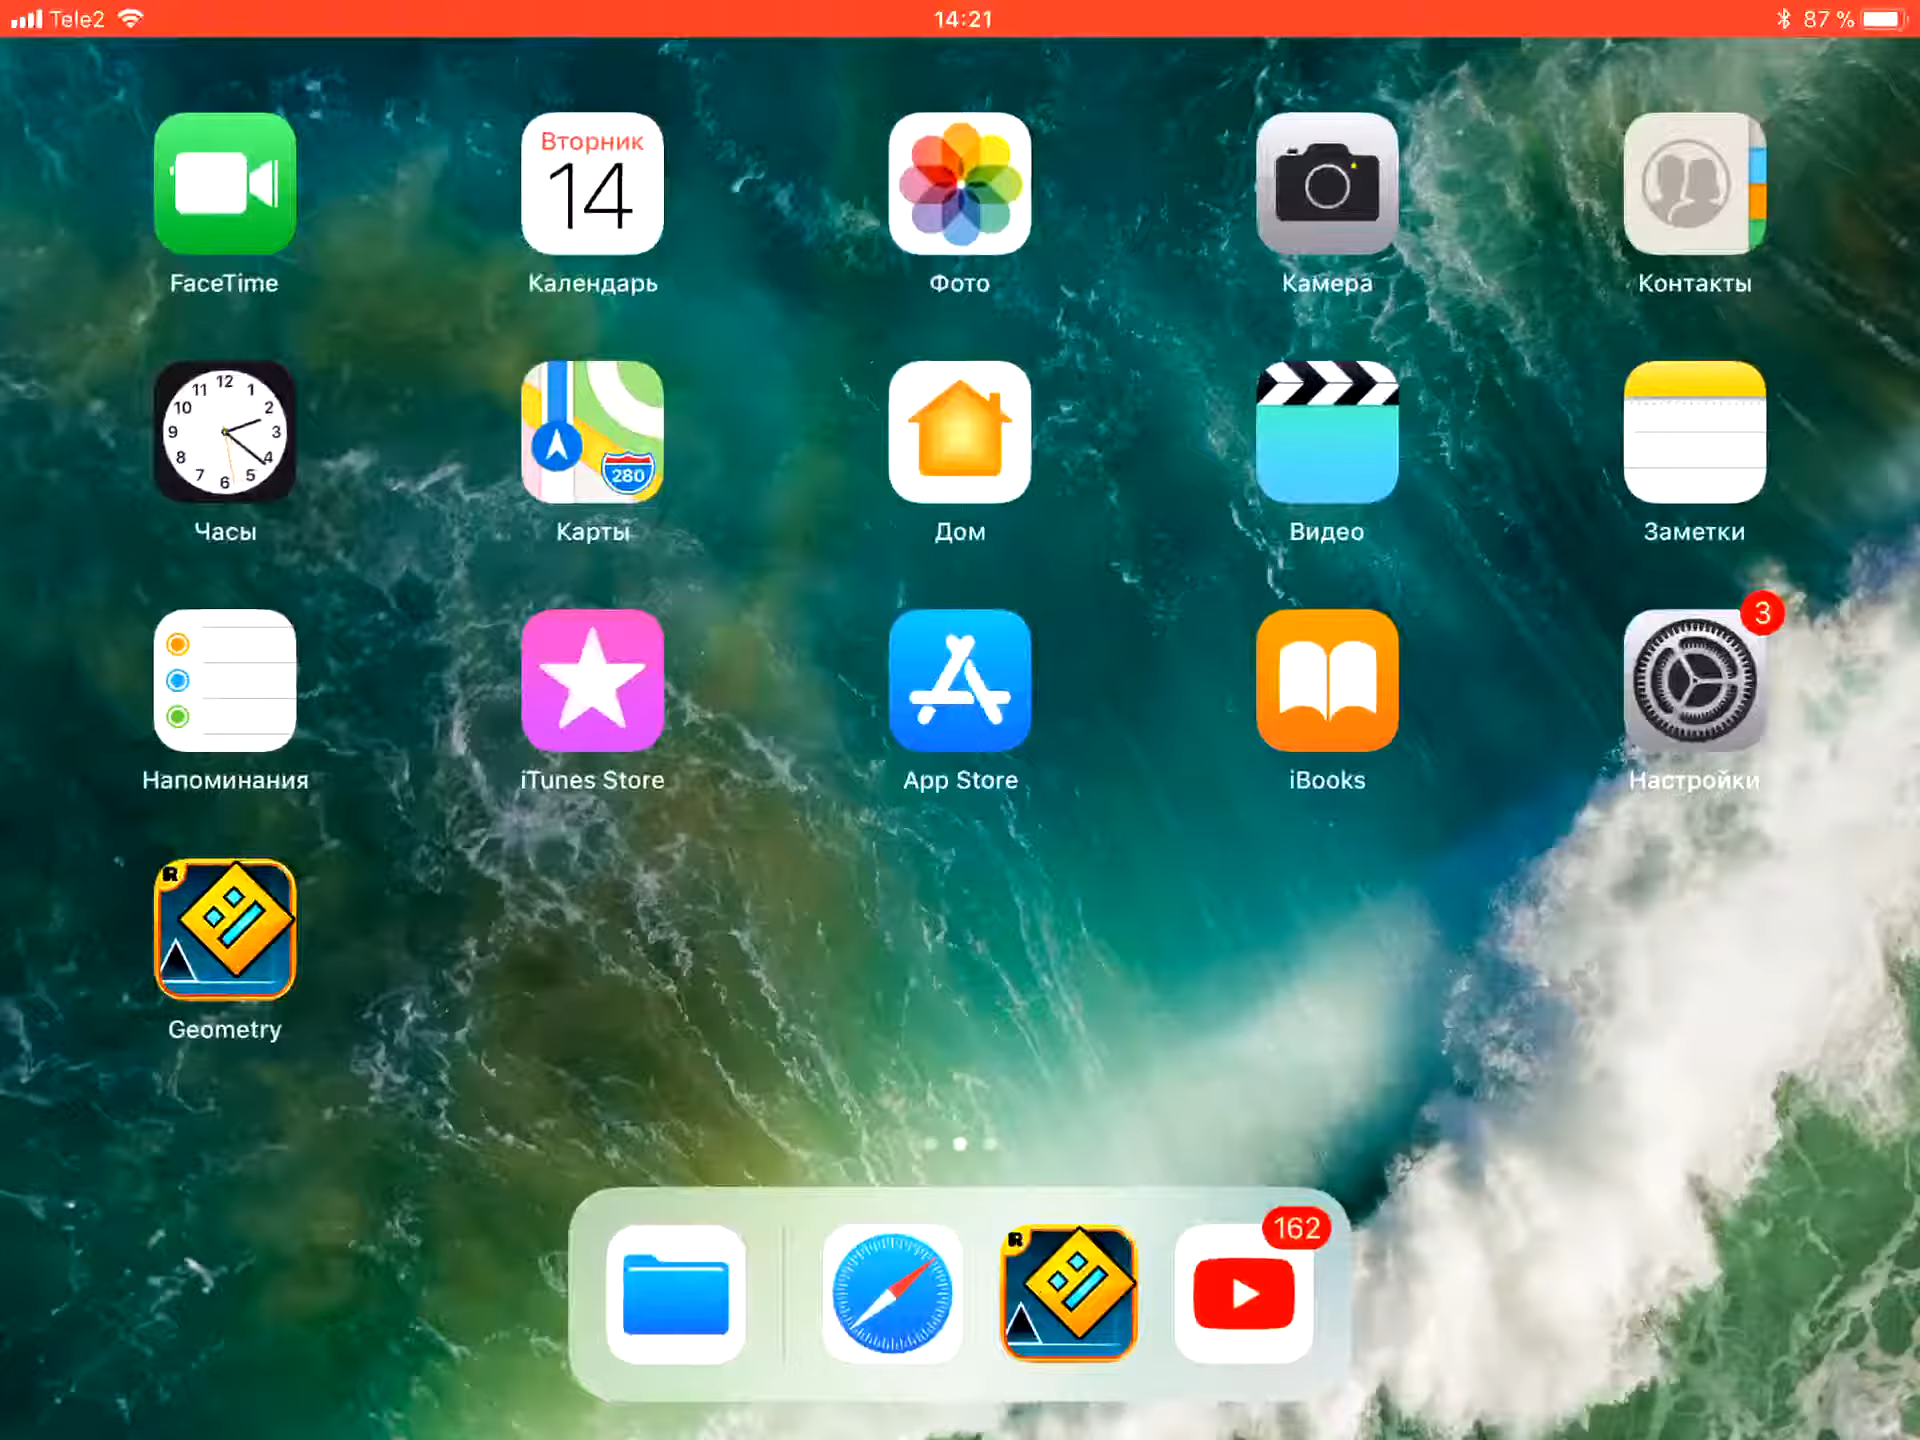 Tele2 14:21 87 %
Вторник
14
FaceTime Календарь Фото Камера Контакты
12
11 1
10 2
9 3
8 4
7 5
6
280
Часы Карты Дом Видео Заметки
3
Напоминания iTunes Store App Store iBooks Настройки
R
Geometry
162
R